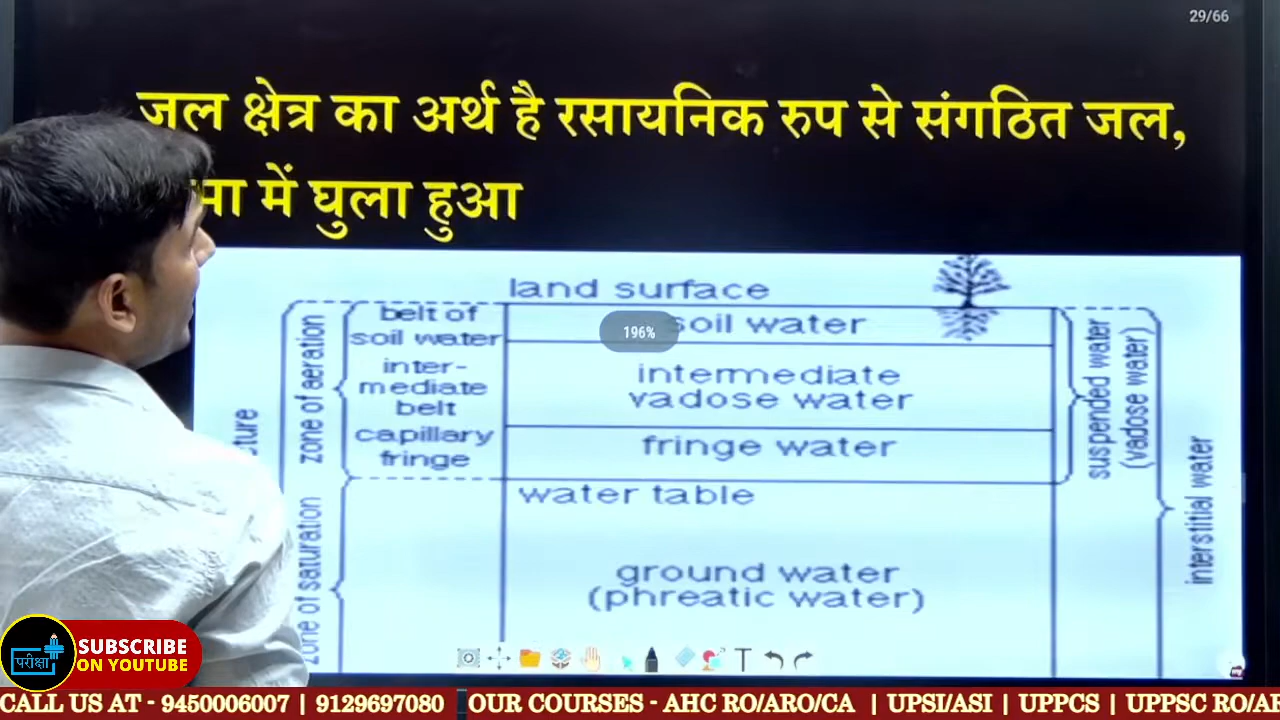 29/66
जल क्षेत्र का अर्थ है रसायनिक रुप से संगठित जल,
में घुला हुआ
land surface
belt of
soil water
soil water
196%
inter-
mediate
belt
intermediate
vadose water
capillary
fringe
fringe water
zone of aeration
suspended water
(vadose water)
interstitial water
water table
zone of saturation
ground water
(phreatic water)
परीक्षा
SUBSCRIBE
ON YOUTUBE
CALL US AT - 9450006007 | 9129697080 | OUR COURSES - AHC RO/ARO/CA | UPSI/ASI | UPPCS | UPPSC RO/AR